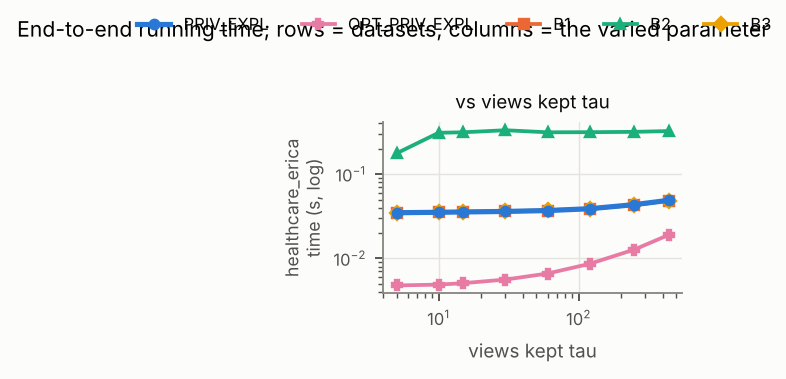 PRIV_EXPL OPT_PRIV_EXPL B1 B2 B3
End-to-end running time; rows = datasets, columns = the varied parameter
vs views kept tau
healthcare_erica
time (s, log)
10⁻¹
10⁻²
10¹ 10²
views kept tau